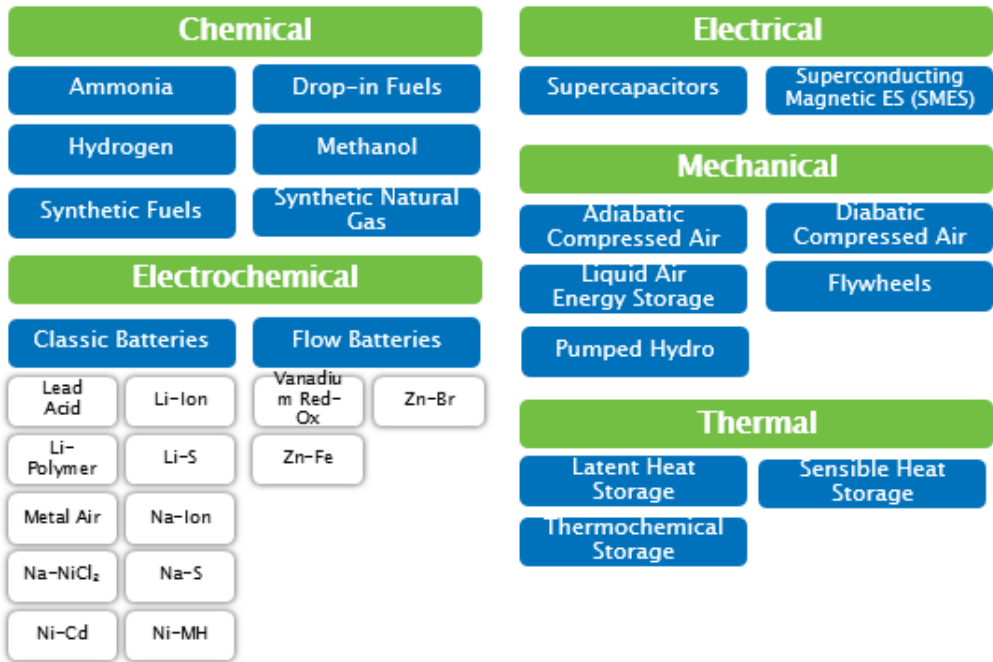 Chemical
Ammonia
Drop-in Fuels
Hydrogen
Methanol
Synthetic Fuels
Synthetic Natural
Gas
Electrochemical
Classic Batteries
Flow Batteries
Lead
Acid
Li-Ion
Vanadiu
m Red-
Ox
Zn-Br
Li-
Polymer
Li-S
Zn-Fe
Metal Air
Na-Ion
Na-NiCl₂
Na-S
Ni-Cd
Ni-MH
Electrical
Supercapacitors
Superconducting
Magnetic ES (SMES)
Mechanical
Adiabatic
Compressed Air
Diabatic
Compressed Air
Liquid Air
Energy Storage
Flywheels
Pumped Hydro
Thermal
Latent Heat
Storage
Sensible Heat
Storage
Thermochemical
Storage